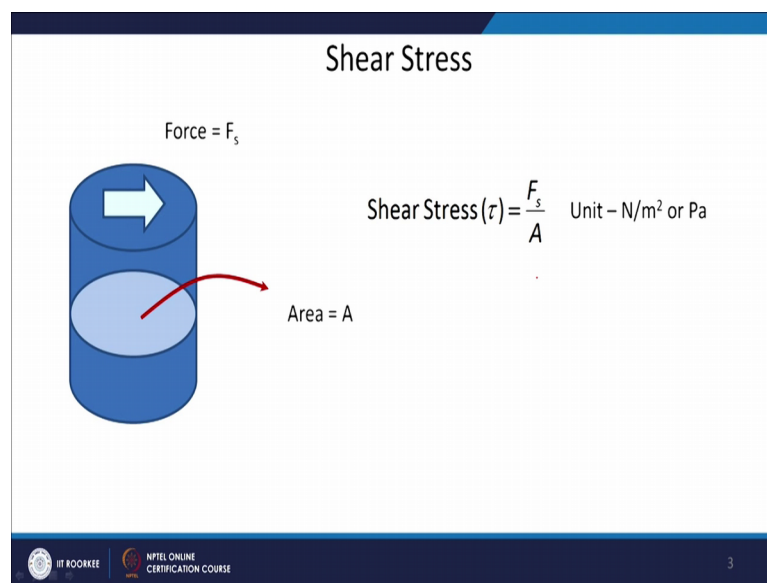 Shear Stress
Force = Fₛ
Shear Stress (τ) = Fₛ / A Unit – N/m² or Pa
Area = A
IIT ROORKEE
NPTEL ONLINE
CERTIFICATION COURSE
NPTEL
3